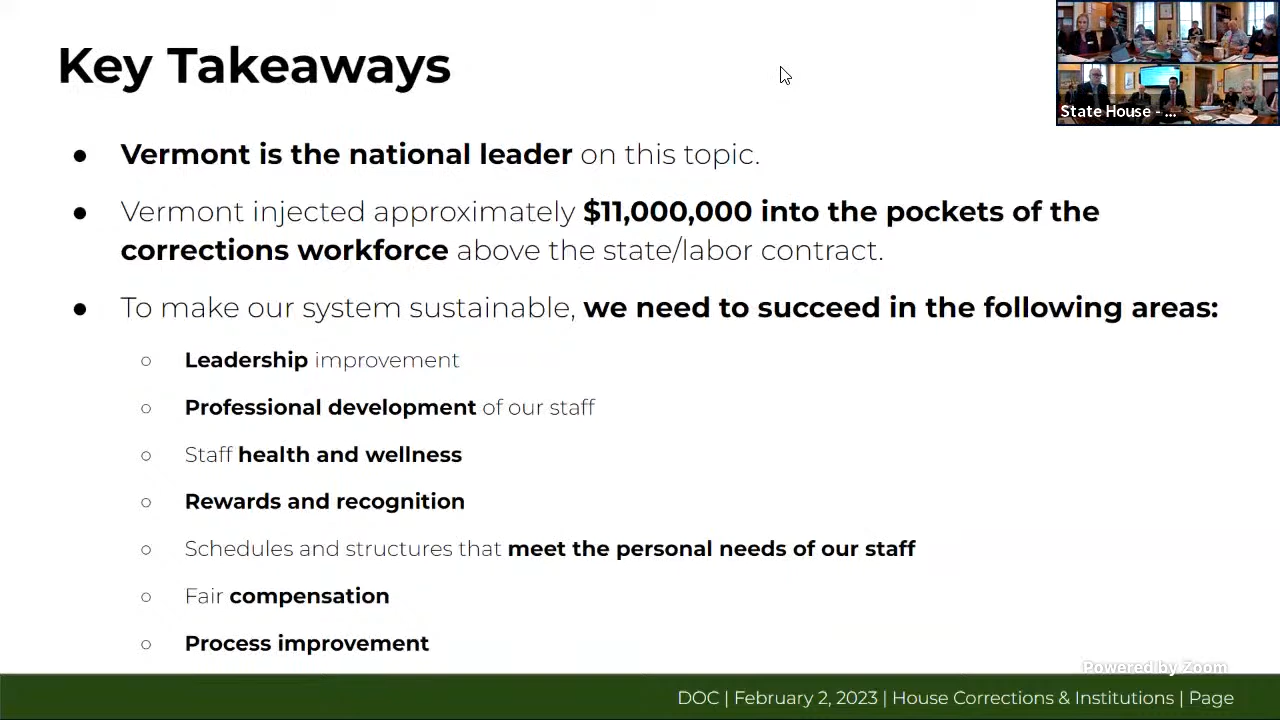 Key Takeaways
State House - ...
● Vermont is the national leader on this topic.
● Vermont injected approximately $11,000,000 into the pockets of the
corrections workforce above the state/labor contract.
● To make our system sustainable, we need to succeed in the following areas:
○ Leadership improvement
○ Professional development of our staff
○ Staff health and wellness
○ Rewards and recognition
○ Schedules and structures that meet the personal needs of our staff
○ Fair compensation
○ Process improvement
Powered by Zoom
DOC | February 2, 2023 | House Corrections & Institutions | Page